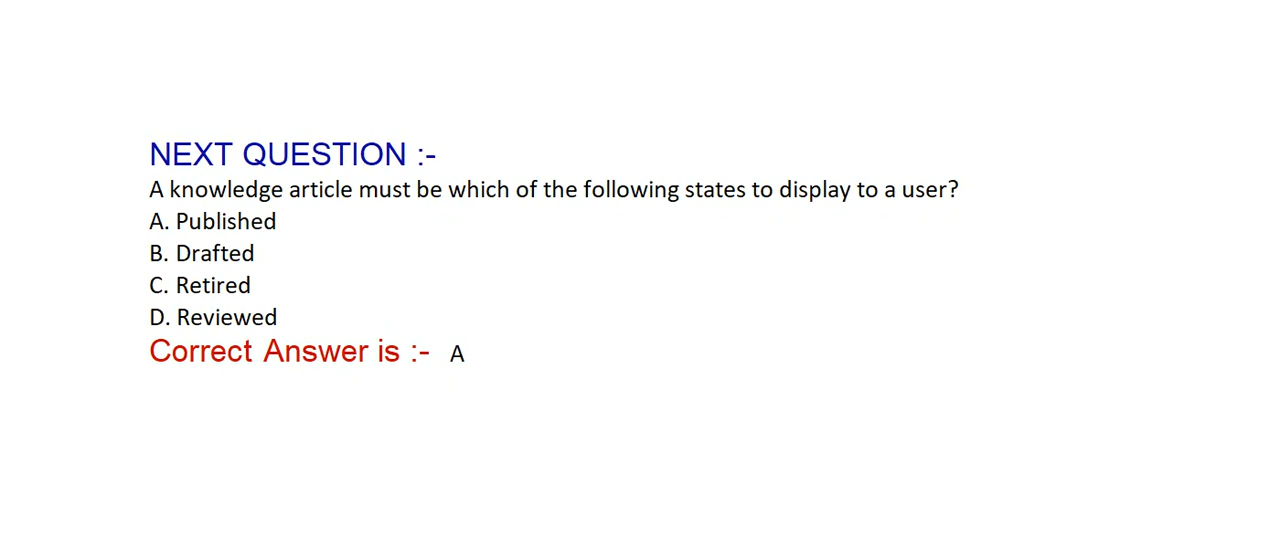 NEXT QUESTION :-
A knowledge article must be which of the following states to display to a user?
A. Published
B. Drafted
C. Retired
D. Reviewed
Correct Answer is :- A